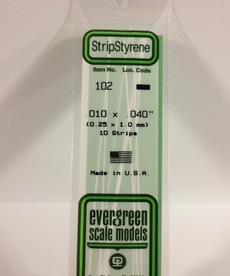 StripStyrene
Item No. Loc. Code
102
.010 x .040"
(0.25 x 1.0 mm)
10 Strips
Made in U.S.A.
evergreen
scale models